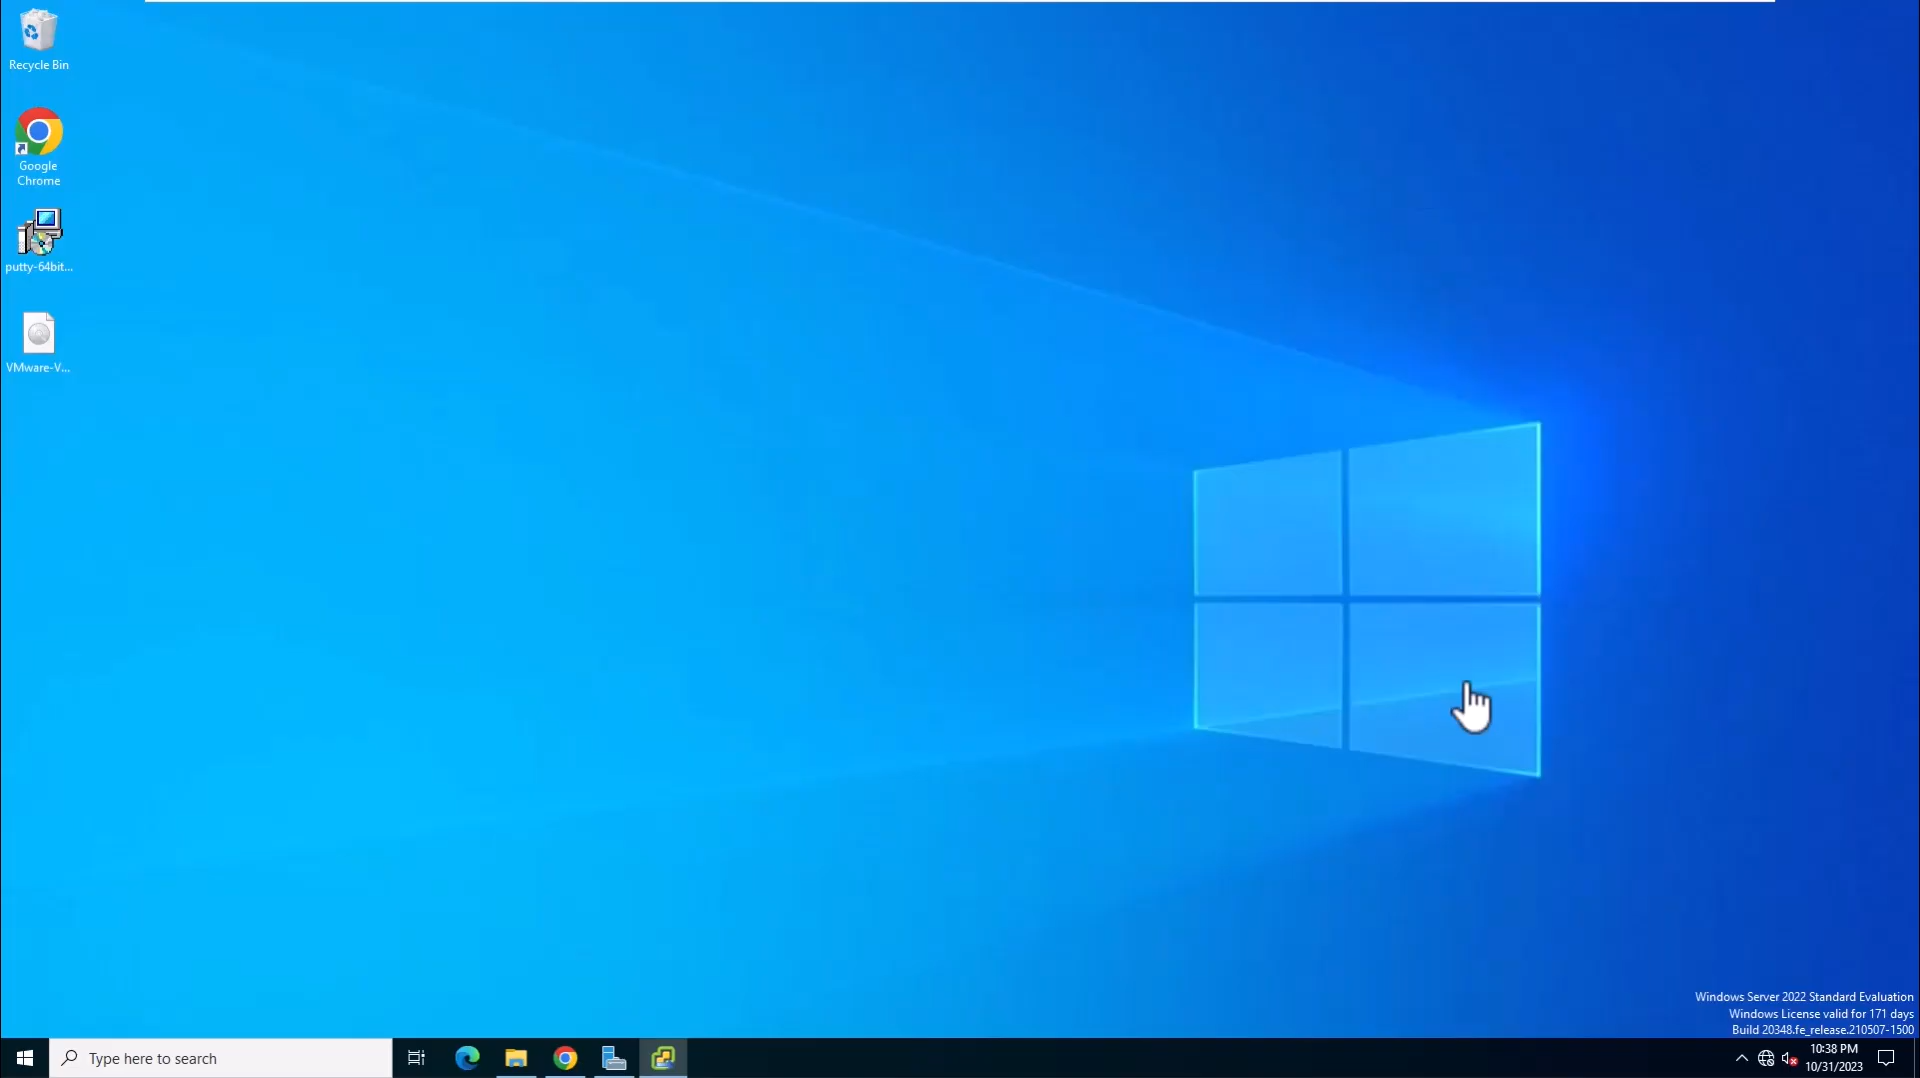 Recycle Bin
Google
Chrome
putty-64bit...
VMware-V...
Windows Server 2022 Standard Evaluation
Windows License valid for 171 days
Build 20348.fe_release.210507-1500
Type here to search
10:38 PM
10/31/2023